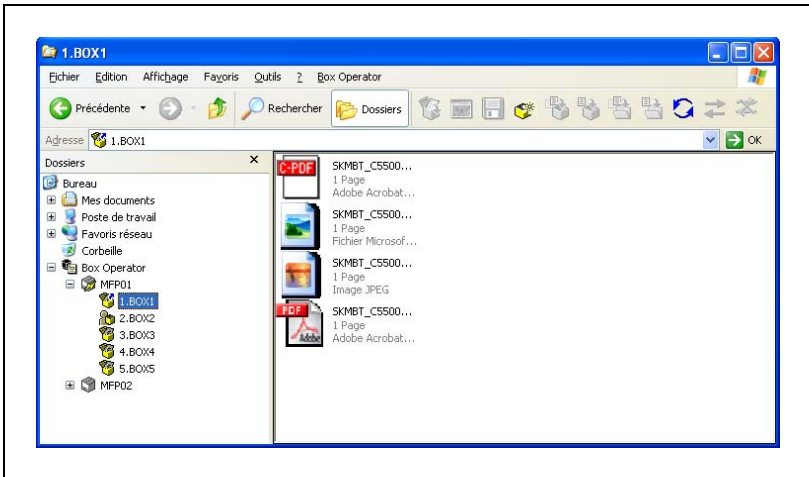 1.BOX1
Fichier Edition Affichage Favoris Outils ? Box Operator
Précédente Rechercher Dossiers
Adresse 1.BOX1 OK
Dossiers x
Bureau
Mes documents
Poste de travail
Favoris réseau
Corbeille
Box Operator
MFP01
1.BOX1
2.BOX2
3.BOX3
4.BOX4
5.BOX5
MFP02
C-PDF
SKMBT_C5500...
1 Page
Adobe Acrobat...
SKMBT_C5500...
1 Page
Fichier Microsof...
SKMBT_C5500...
1 Page
Image JPEG
PDF
Adobe
SKMBT_C5500...
1 Page
Adobe Acrobat...